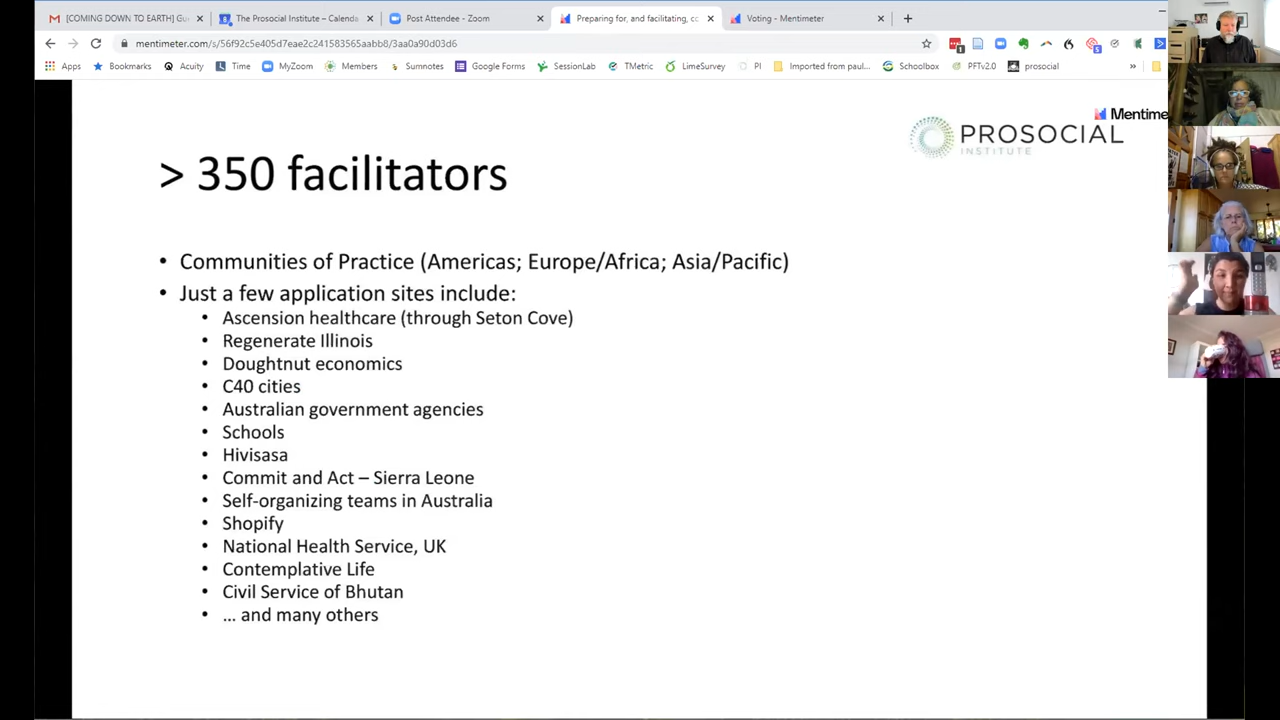 [COMING DOWN TO EARTH] Gu
The Prosocial Institute – Calenda
Post Attendee - Zoom
Preparing for, and facilitating, co
Voting - Mentimeter
mentimeter.com/s/56f92c5e405d7eae2c241583565aabb8/3aa0a90d03d6
Apps Bookmarks Acuity Time MyZoom Members Sumnotes Google Forms SessionLab TMetric LimeSurvey PI Imported from paul... Schoolbox PFTv2.0 prosocial
Mentime
PROSOCIAL
INSTITUTE
> 350 facilitators
• Communities of Practice (Americas; Europe/Africa; Asia/Pacific)
• Just a few application sites include:
• Ascension healthcare (through Seton Cove)
• Regenerate Illinois
• Doughtnut economics
• C40 cities
• Australian government agencies
• Schools
• Hivisasa
• Commit and Act – Sierra Leone
• Self-organizing teams in Australia
• Shopify
• National Health Service, UK
• Contemplative Life
• Civil Service of Bhutan
• … and many others